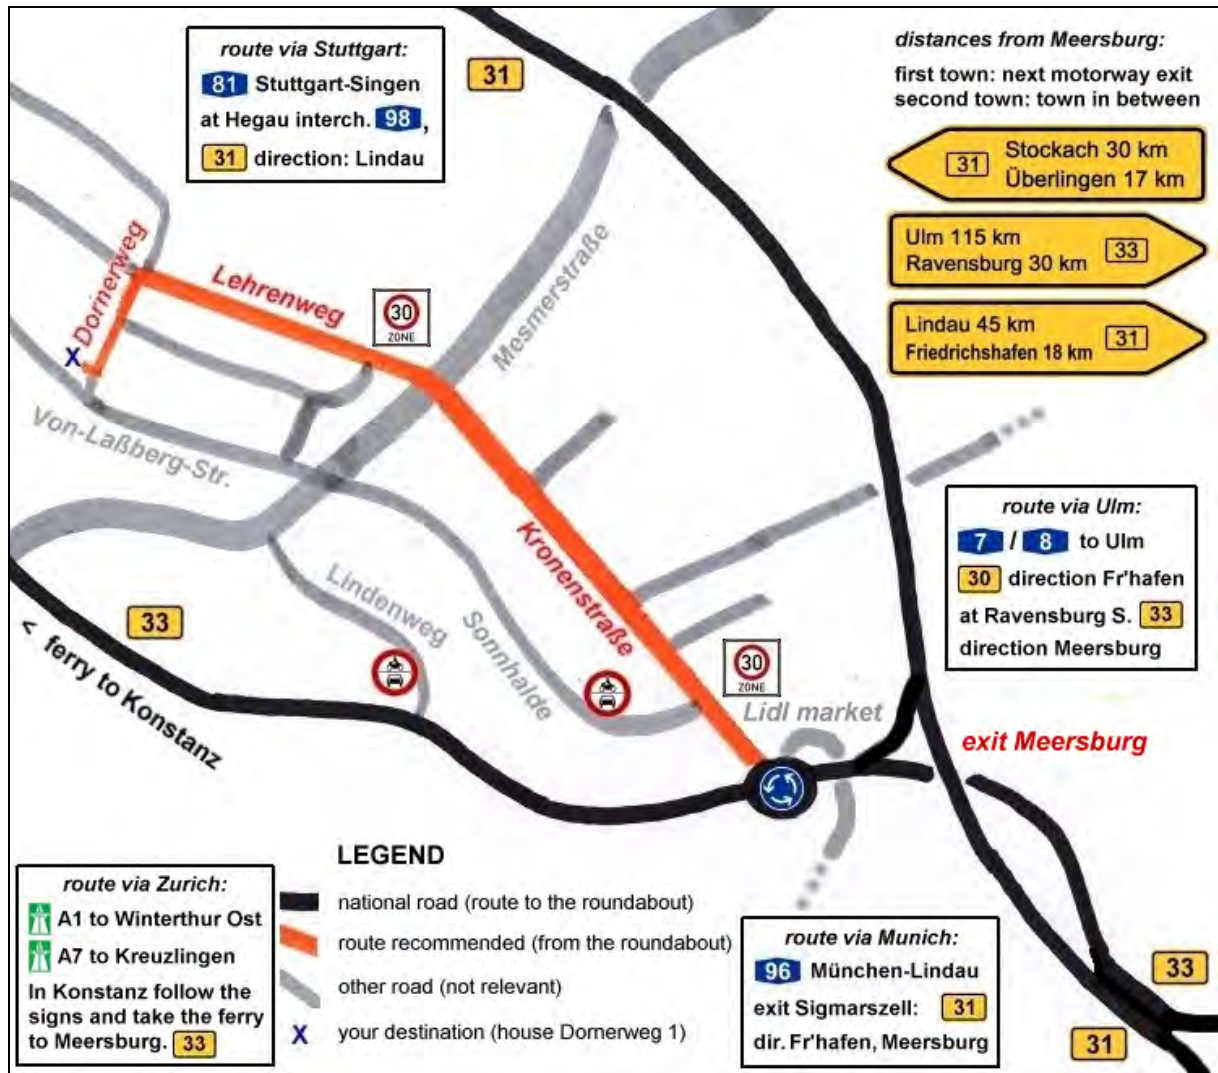 route via Stuttgart:
81 Stuttgart-Singen
at Hegau interch. 98 ,
31 direction: Lindau
31
distances from Meersburg:
first town: next motorway exit
second town: town in between
31 Stockach 30 km
Überlingen 17 km
Ulm 115 km
Ravensburg 30 km
33
Lindau 45 km
Friedrichshafen 18 km
31
Dornerweg
X
Lehrenweg
30
ZONE
Mesmerstraße
Von-Laßberg-Str.
Kronenstraße
Lindenweg
Sonnhalde
33
< ferry to Konstanz
30
ZONE
Lidl market
exit Meersburg
route via Ulm:
7 / 8 to Ulm
30 direction Fr'hafen
at Ravensburg S. 33
direction Meersburg
route via Zurich:
A1 to Winterthur Ost
A7 to Kreuzlingen
In Konstanz follow the
signs and take the ferry
to Meersburg. 33
LEGEND
national road (route to the roundabout)
route recommended (from the roundabout)
other road (not relevant)
X your destination (house Dornerweg 1)
route via Munich:
96 München-Lindau
exit Sigmarszell: 31
dir. Fr'hafen, Meersburg
33
31